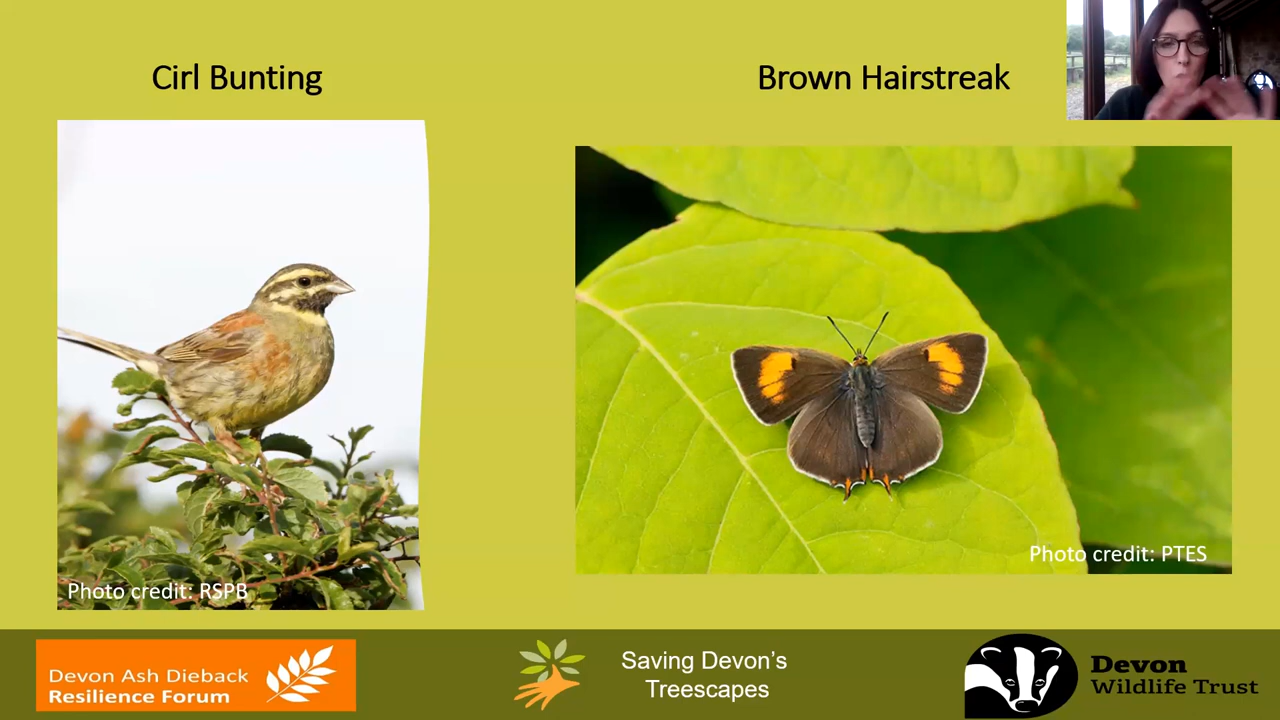 Cirl Bunting
Brown Hairstreak
Photo credit: RSPB
Photo credit: PTES
Devon Ash Dieback
Resilience Forum
Saving Devon's
Treescapes
Devon
Wildlife Trust